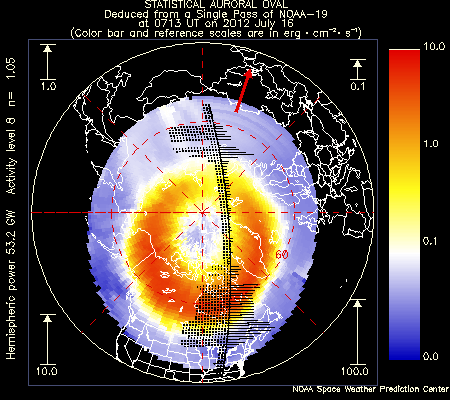 STATISTICAL AURORAL OVAL
Deduced from a Single Pass of NOAA-19
at 0713 UT on 2012 July 16
(Color bar and reference scales are in erg·cm⁻²·s⁻¹)
1.0
0.1
10.0
1.0
0.1
0.0
60
10.0
100.0
Hemispheric power 53.2 GW Activity level 8 n= 1.05
NOAA Space Weather Prediction Center